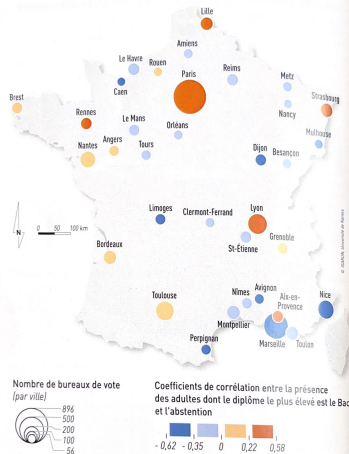 Lille
Amiens
Le Havre
Rouen
Reims
Caen
Paris
Metz
Brest
Strasbourg
Rennes
Le Mans
Orléans
Nancy
Mulhouse
Nantes
Angers
Tours
Dijon
Besançon
N
0 50 100 km
Limoges
Clermont-Ferrand
Lyon
St-Étienne
Grenoble
Bordeaux
Toulouse
Nîmes
Avignon
Aix-en-
Provence
Nice
Montpellier
Marseille
Toulon
Perpignan
Nombre de bureaux de vote
(par ville)
896
500
200
100
56
Coefficients de corrélation entre la présence
des adultes dont le diplôme le plus élevé est le Bac
et l'abstention
- 0,62 - 0,35 0 0,22 0,58